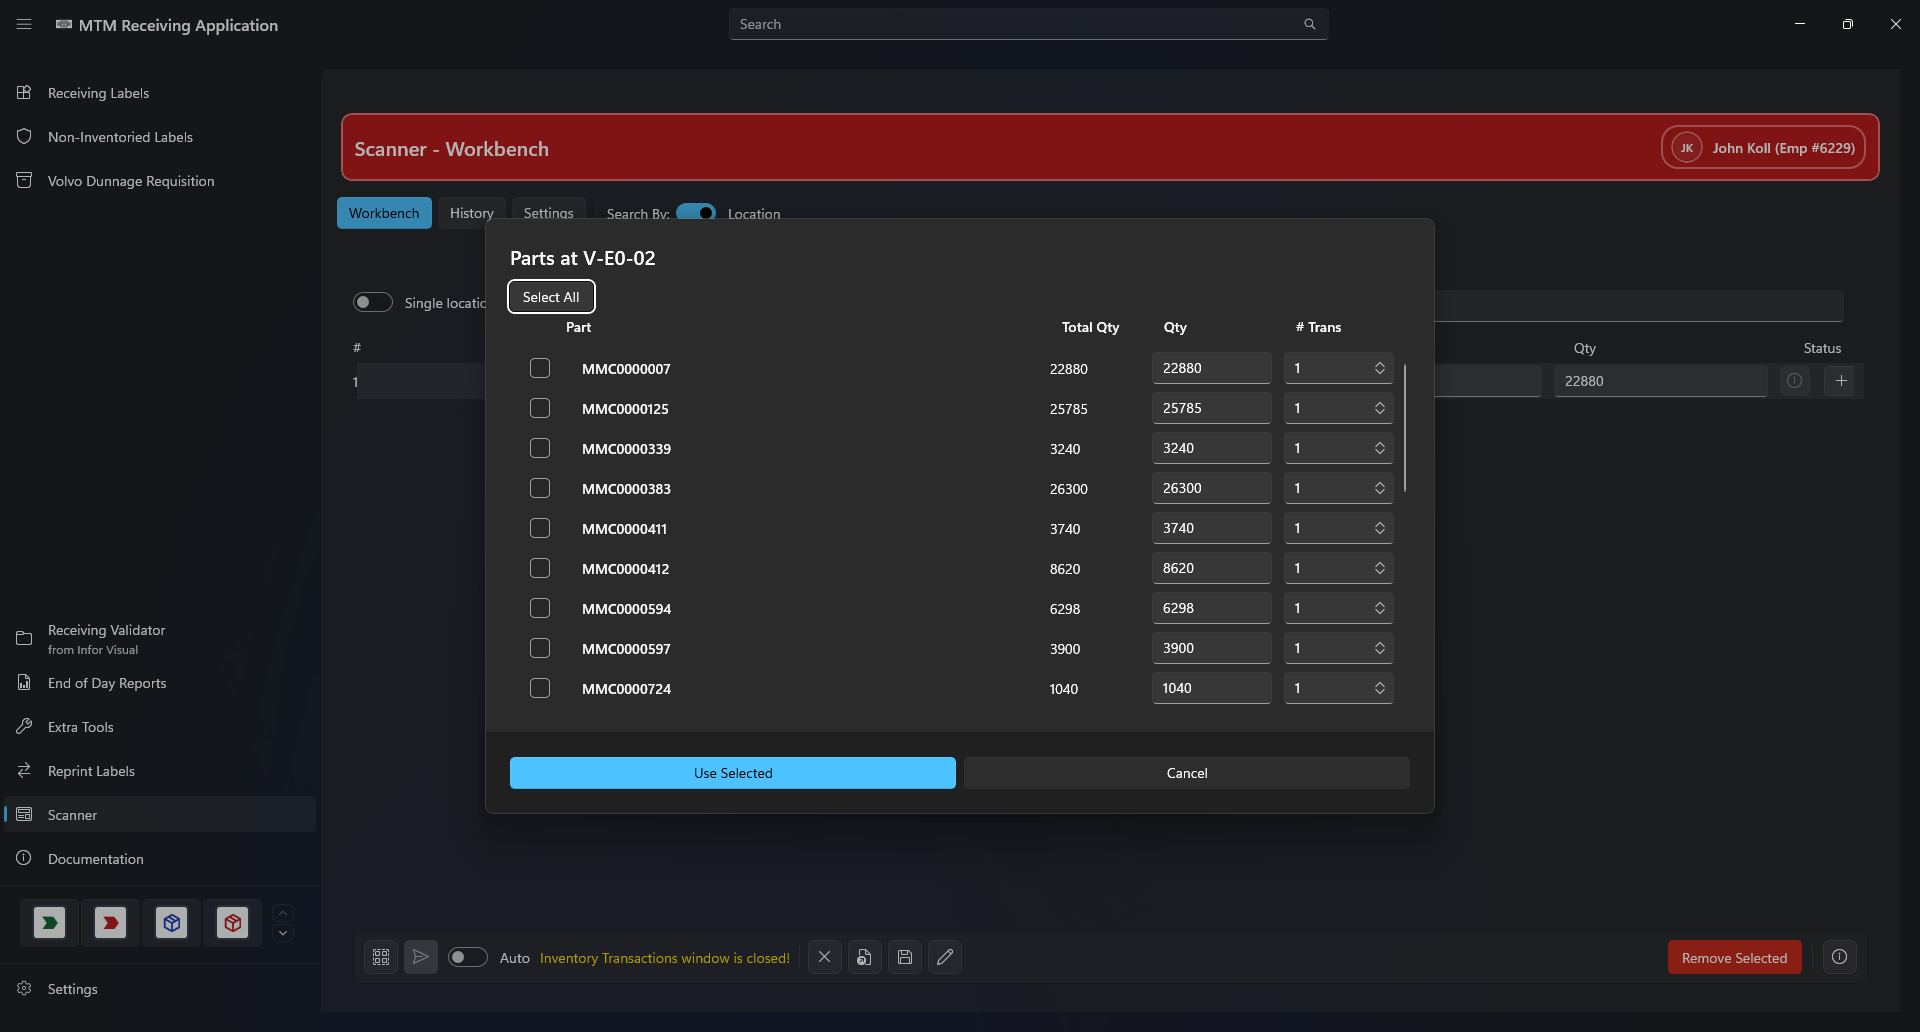 MTM Receiving Application
Search
Receiving Labels
Non-Inventoried Labels
Volvo Dunnage Requisition
Scanner - Workbench
JK
John Koll (Emp #6229)
Workbench
History
Settings
Search By:
Location
Parts at V-E0-02
Select All
Single locatio
Part
Total Qty
Qty
# Trans
#
Qty
Status
MMC0000007
22880
22880
1
1
22880
MMC0000125
25785
25785
1
MMC0000339
3240
3240
1
MMC0000383
26300
26300
1
MMC0000411
3740
3740
1
MMC0000412
8620
8620
1
MMC0000594
6298
6298
1
MMC0000597
3900
3900
1
MMC0000724
1040
1040
1
Use Selected
Cancel
Receiving Validator
from Infor Visual
End of Day Reports
Extra Tools
Reprint Labels
Scanner
Documentation
Auto
Inventory Transactions window is closed!
Remove Selected
Settings